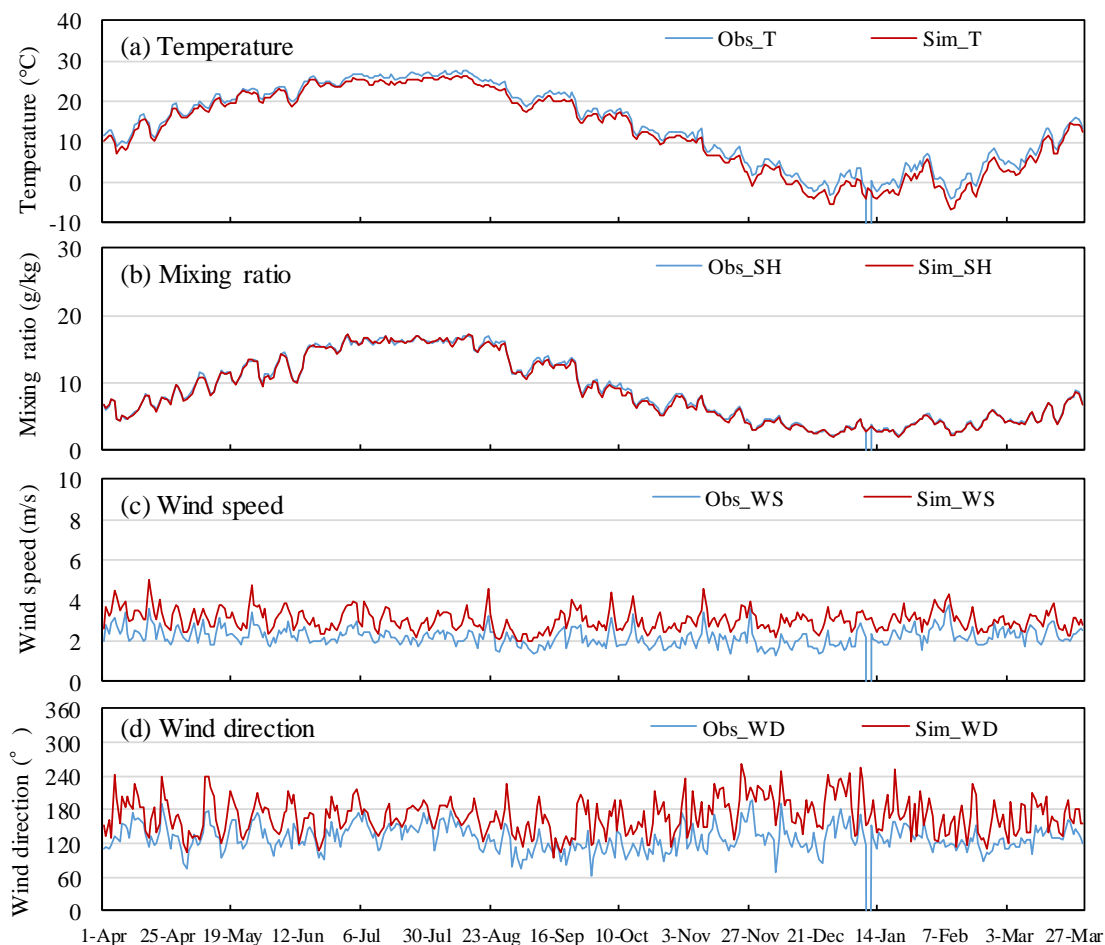 (a) Temperature
Obs_T
Sim_T
Temperature (°C)
40
30
20
10
0
-10
(b) Mixing ratio
Obs_SH
Sim_SH
Mixing ratio (g/kg)
30
20
10
0
(c) Wind speed
Obs_WS
Sim_WS
Wind speed (m/s)
10
8
6
4
2
0
(d) Wind direction
Obs_WD
Sim_WD
Wind direction (°)
360
300
240
180
120
60
0
1-Apr 25-Apr 19-May 12-Jun 6-Jul 30-Jul 23-Aug 16-Sep 10-Oct 3-Nov 27-Nov 21-Dec 14-Jan 7-Feb 3-Mar 27-Mar